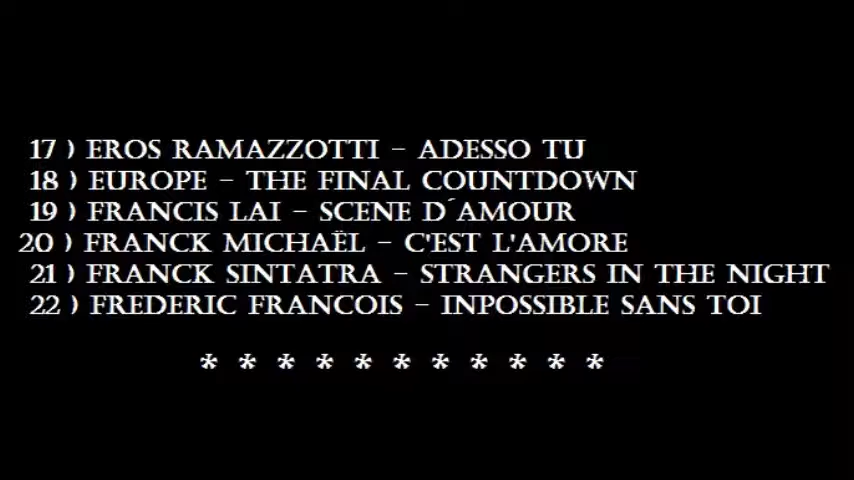 17 ) EROS RAMAZZOTTI - ADESSO TU
18 ) EUROPE - THE FINAL COUNTDOWN
19 ) FRANCIS LAI - SCENE D´AMOUR
20 ) FRANCK MICHAËL - C'EST L'AMORE
21 ) FRANCK SINTATRA - STRANGERS IN THE NIGHT
22 ) FREDERIC FRANCOIS - INPOSSIBLE SANS TOI
* * * * * * * * * * *